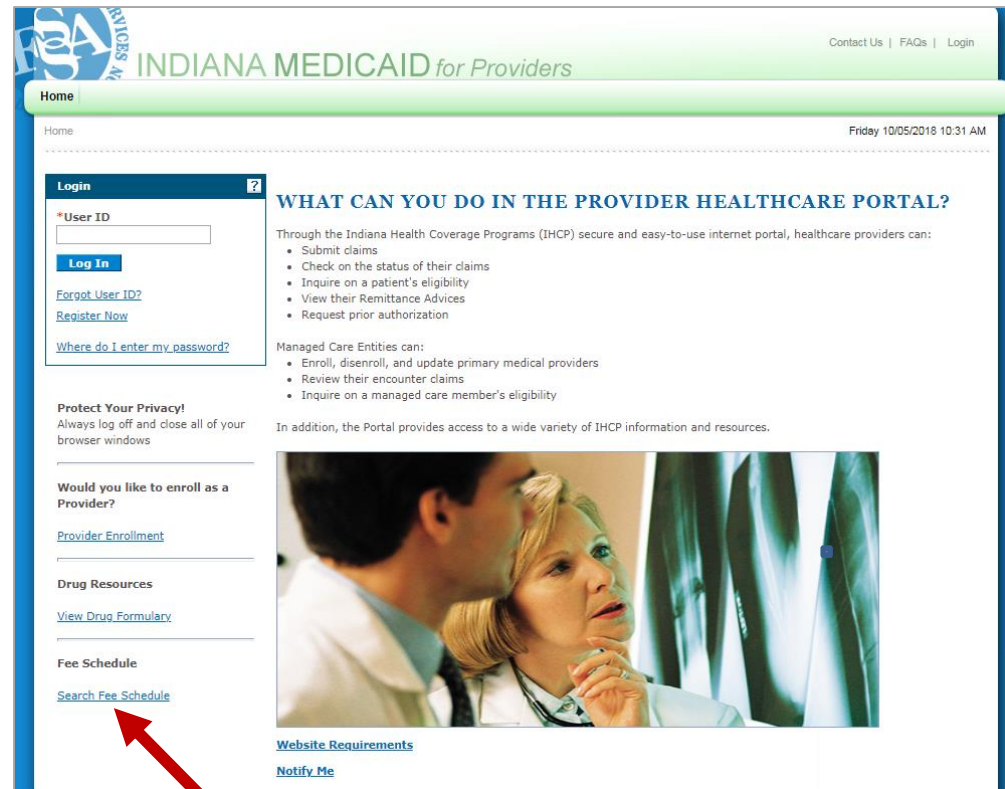 FSSA
RVICES
INDIANA MEDICAID for Providers
Contact Us | FAQs | Login
Home
Home
Friday 10/05/2018 10:31 AM
Login ?
*User ID
Log In
Forgot User ID?
Register Now
Where do I enter my password?
Protect Your Privacy!
Always log off and close all of your
browser windows
Would you like to enroll as a
Provider?
Provider Enrollment
Drug Resources
View Drug Formulary
Fee Schedule
Search Fee Schedule
WHAT CAN YOU DO IN THE PROVIDER HEALTHCARE PORTAL?
Through the Indiana Health Coverage Programs (IHCP) secure and easy-to-use internet portal, healthcare providers can:
• Submit claims
• Check on the status of their claims
• Inquire on a patient's eligibility
• View their Remittance Advices
• Request prior authorization
Managed Care Entities can:
• Enroll, disenroll, and update primary medical providers
• Review their encounter claims
• Inquire on a managed care member's eligibility
In addition, the Portal provides access to a wide variety of IHCP information and resources.
Website Requirements
Notify Me